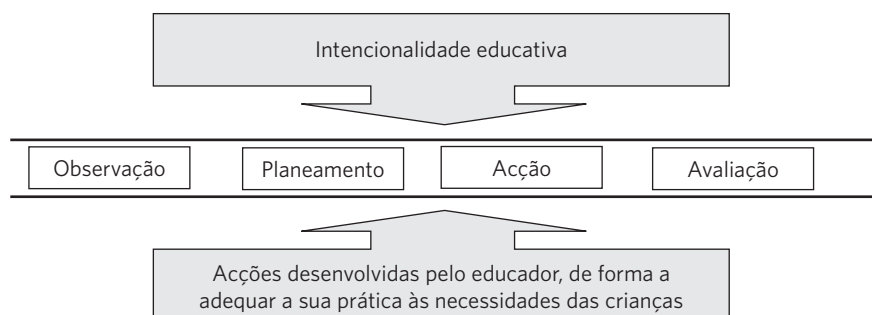 Intencionalidade educativa
Observação
Planeamento
Acção
Avaliação
Acções desenvolvidas pelo educador, de forma a
adequar a sua prática às necessidades das crianças